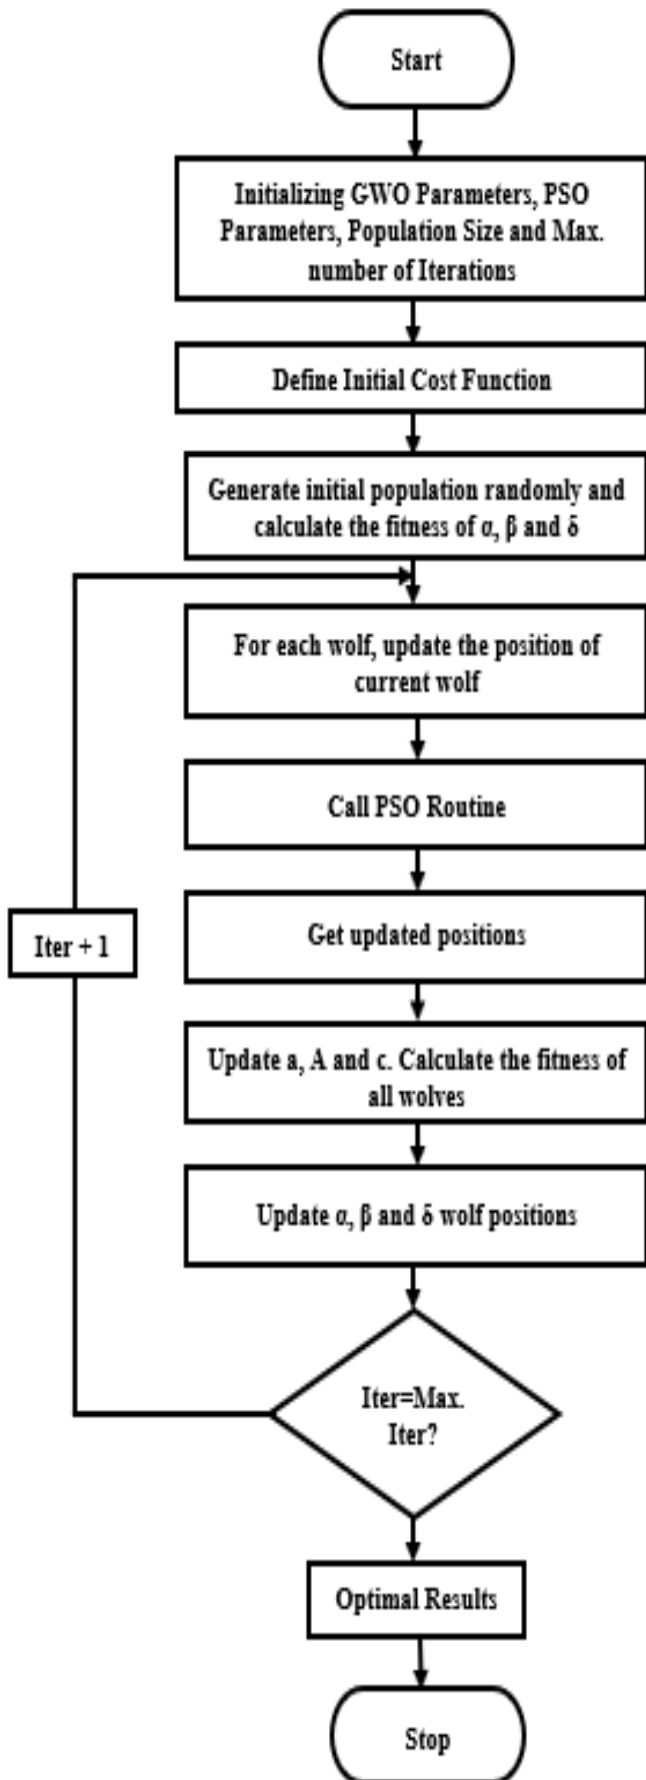 Start
Initializing GWO Parameters, PSO
Parameters, Population Size and Max.
number of Iterations
Define Initial Cost Function
Generate initial population randomly and
calculate the fitness of α, β and δ
For each wolf, update the position of
current wolf
Call PSO Routine
Get updated positions
Iter + 1
Update a, A and c. Calculate the fitness of
all wolves
Update α, β and δ wolf positions
Iter=Max.
Iter?
Optimal Results
Stop